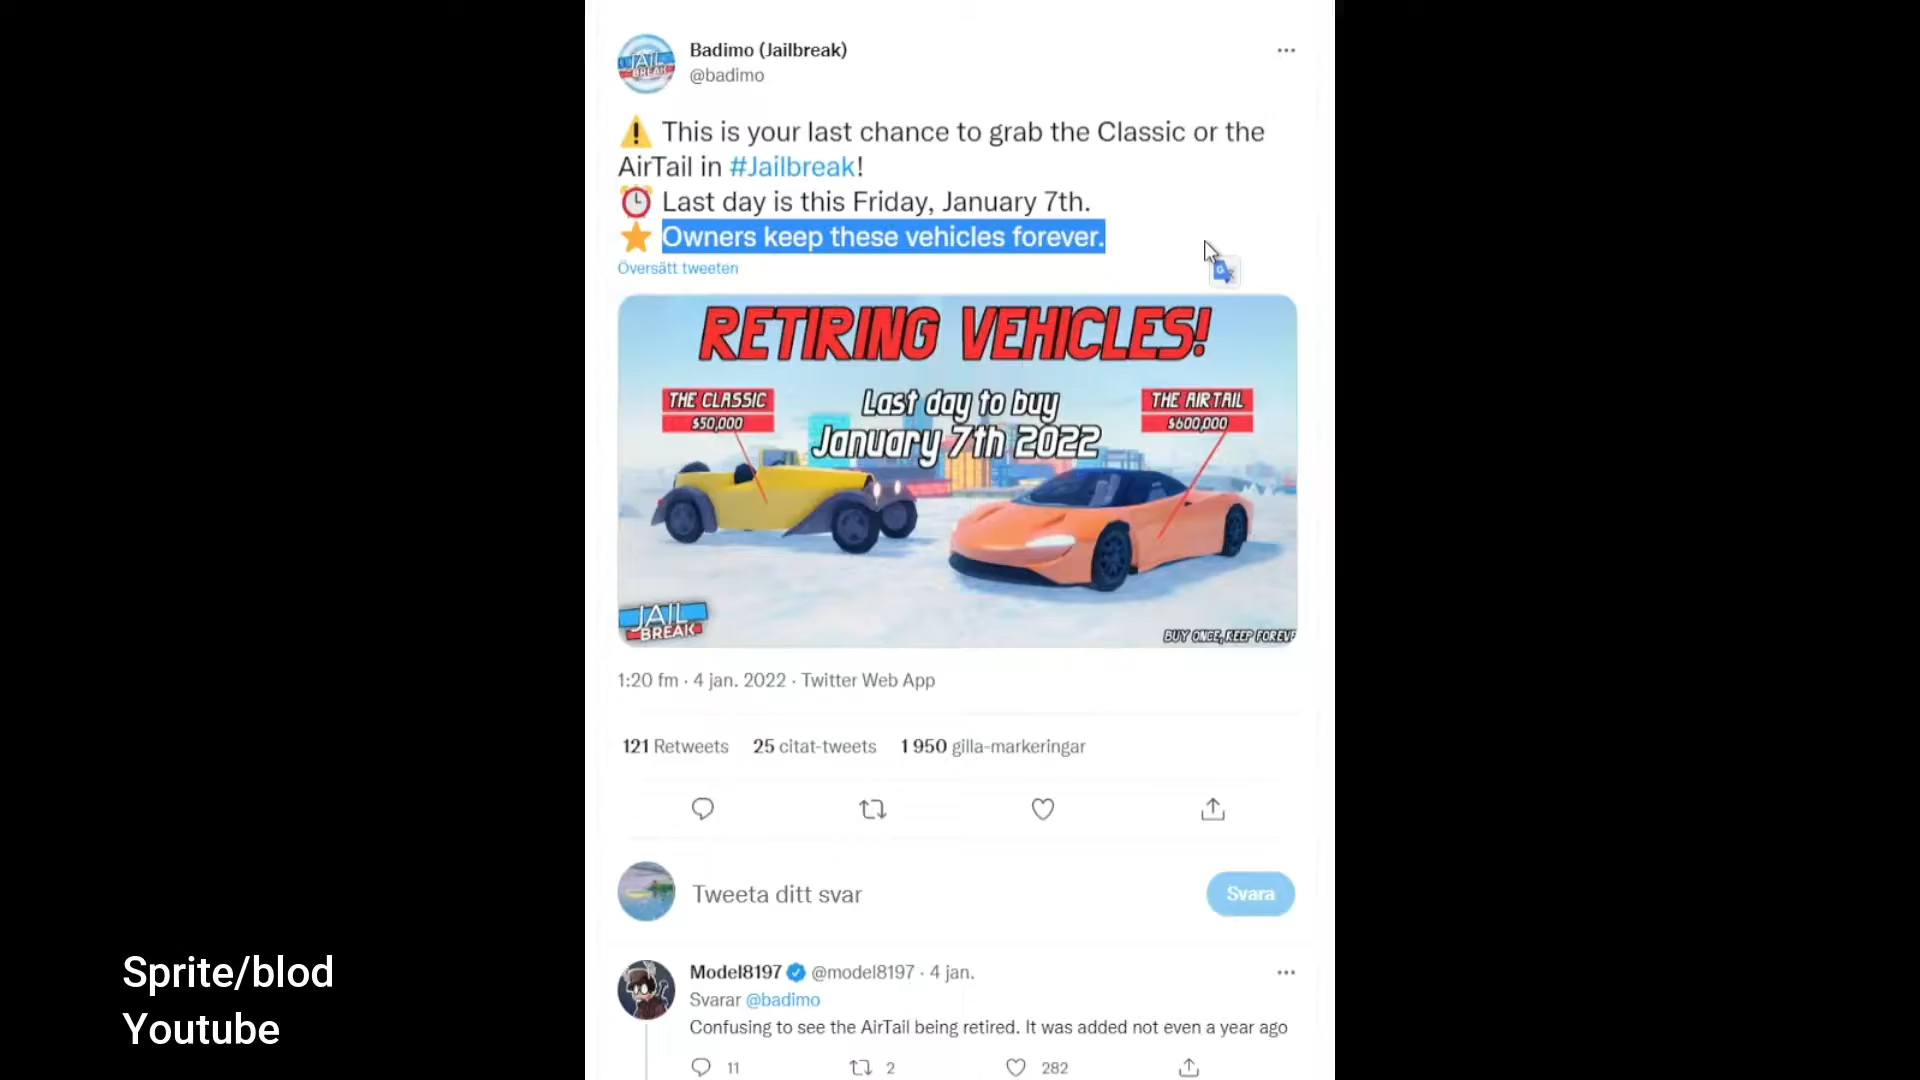 JAIL
BREAK
Badimo (Jailbreak)
@badimo
This is your last chance to grab the Classic or the
AirTail in #Jailbreak!
Last day is this Friday, January 7th.
Owners keep these vehicles forever.
Översätt tweeten
RETIRING VEHICLES!
THE CLASSIC
$50,000
Last day to buy
January 7th 2022
THE AIRTAIL
$600,000
JAIL
BREAK
BUY ONCE, KEEP FOREVE
1:20 fm · 4 jan. 2022 · Twitter Web App
121 Retweets 25 citat-tweets 1 950 gilla-markeringar
Tweeta ditt svar
Svara
Model8197 @model8197 · 4 jan.
Svarar @badimo
Confusing to see the AirTail being retired. It was added not even a year ago
11 2 282
Sprite/blod
Youtube